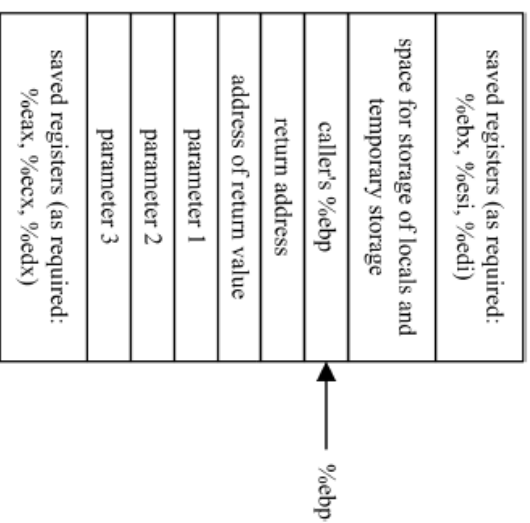 saved registers (as required:
%ebx, %esi, %edi)
space for storage of locals and
temporary storage
caller's %ebp
%ebp
return address
address of return value
parameter 1
parameter 2
parameter 3
saved registers (as required:
%eax, %ecx, %edx)